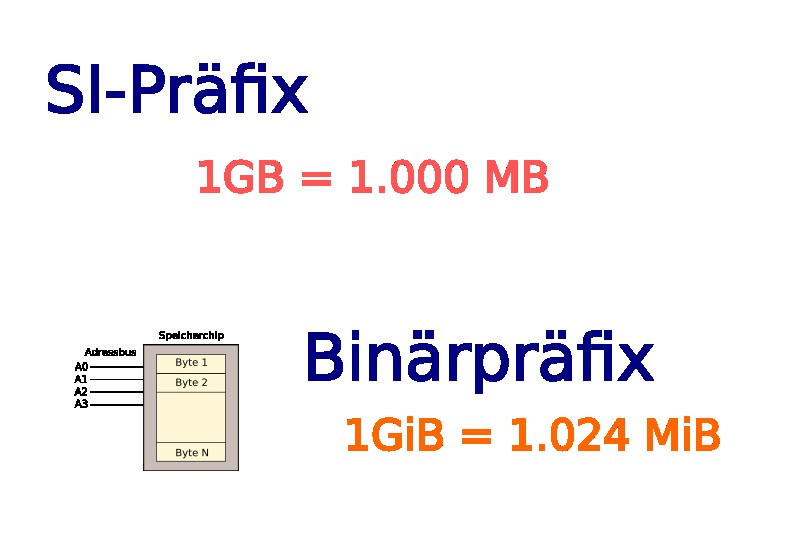 SI-Präfix
1GB = 1.000 MB
Speicherchip
Adressbus
A0
A1
A2
A3
Byte 1
Byte 2
Byte N
Binärpräfix
1GiB = 1.024 MiB